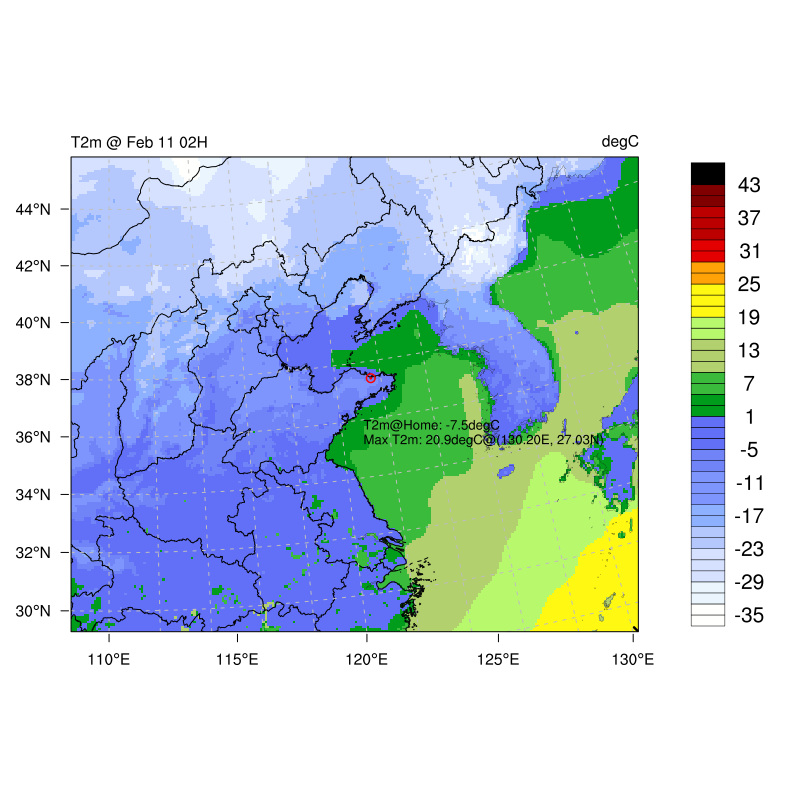 T2m @ Feb 11 02H
degC
44°N
42°N
40°N
38°N
36°N
34°N
32°N
30°N
110°E
115°E
120°E
125°E
130°E
T2m@Home: -7.5degC
Max T2m: 20.9degC@(130.20E, 27.03N)
43
37
31
25
19
13
7
1
-5
-11
-17
-23
-29
-35